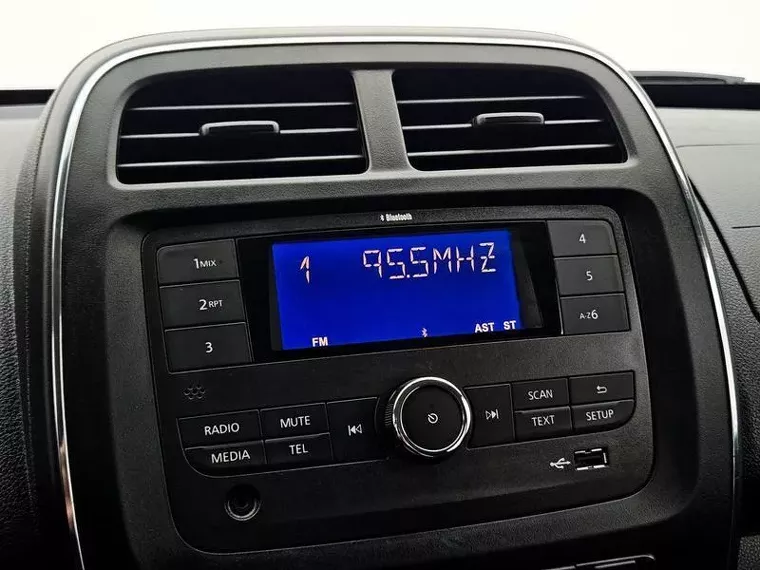 Bluetooth
1 95.5MHZ
FM AST ST
1MIX
2RPT
3
4
5
A-Z6
RADIO
MEDIA
MUTE
TEL
SCAN
TEXT
SETUP